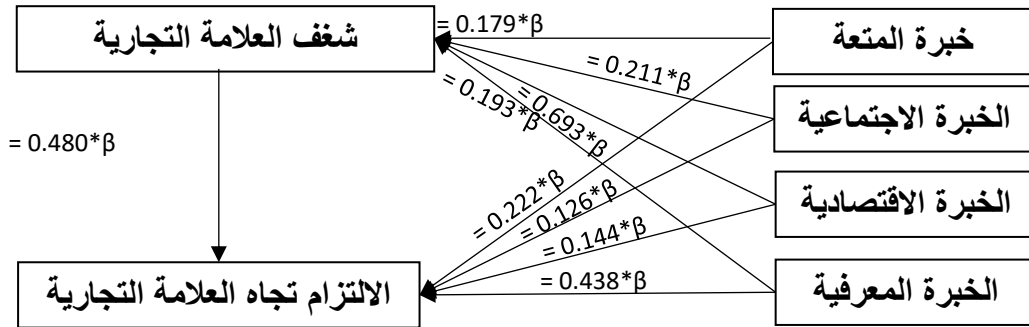 شغف العلامة التجارية
= 0.179*β
خبرة المتعة
= 0.211*β
= 0.193*β
= 0.693*β
الخبرة الاجتماعية
= 0.480*β
= 0.222*β
= 0.126*β
الخبرة الاقتصادية
= 0.144*β
الالتزام تجاه العلامة التجارية
= 0.438*β
الخبرة المعرفية